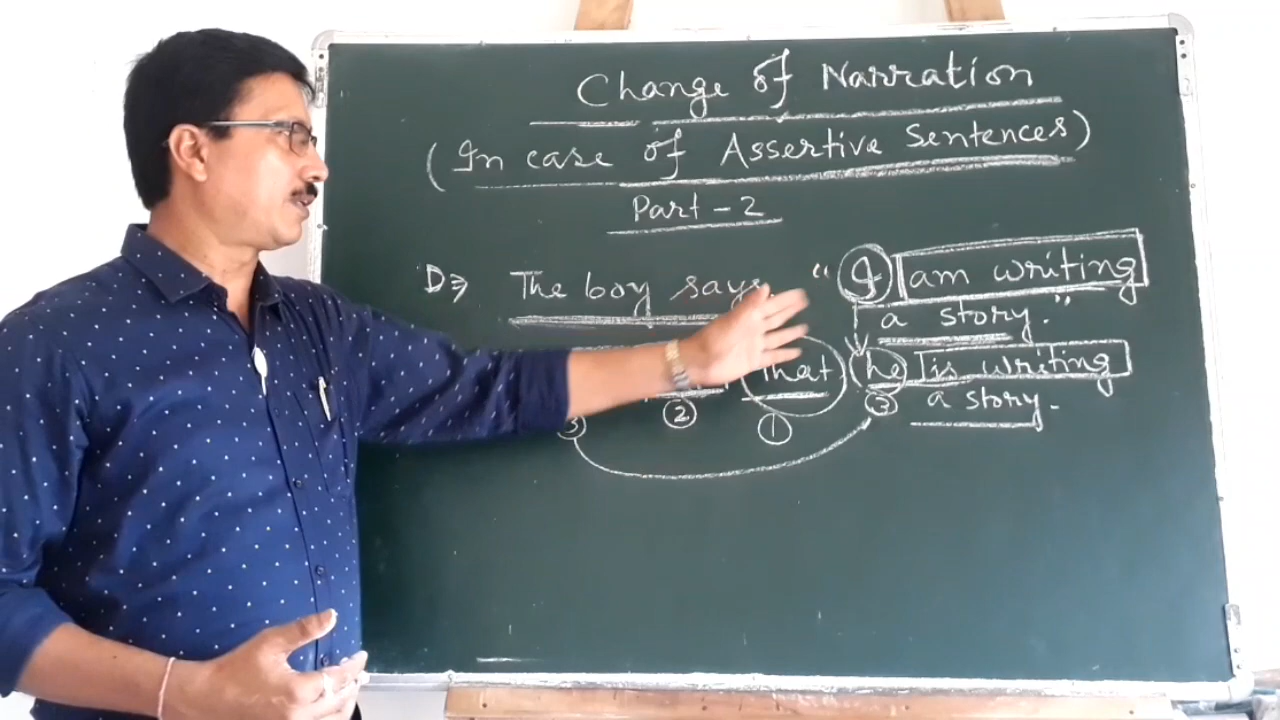 Change of Narration
(In case of Assertive Sentences)
Part - 2
D⇒ The boy says, "I am writing
a story."
that he is writing
② ① ③ a story.
③